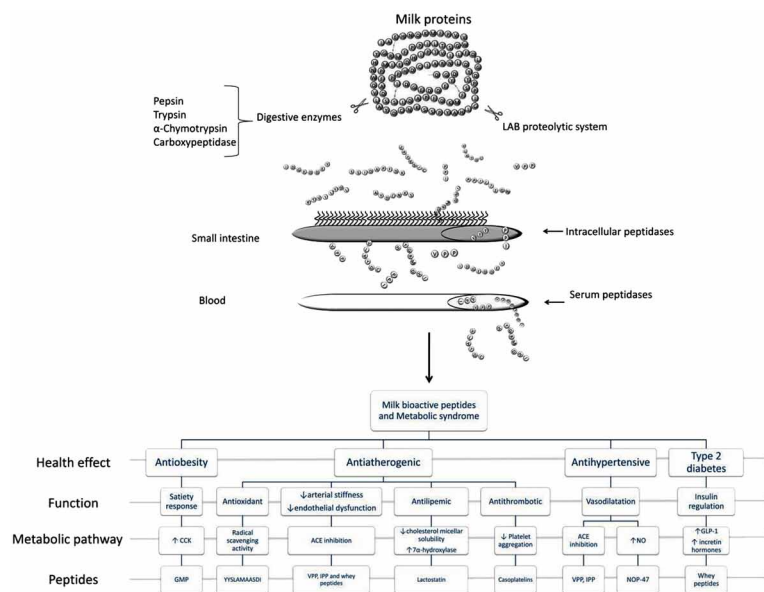 Milk proteins
Pepsin
Trypsin
α-Chymotrypsin
Carboxypeptidase
Digestive enzymes
LAB proteolytic system
Small intestine
Intracellular peptidases
Blood
Serum peptidases
Milk bioactive peptides
and Metabolic syndrome
Health effect
Antiobesity
Antiatherogenic
Antihypertensive
Type 2
diabetes
Function
Satiety
response
Antioxidant
↓arterial stiffness
↓endothelial dysfunction
Antilipemic
Antithrombotic
Vasodilatation
Insulin
regulation
Metabolic pathway
↑ CCK
Radical
scavenging
activity
ACE inhibition
↓cholesterol micellar
solubility
↑7α-hydroxylase
↓ Platelet
aggregation
ACE
inhibition
↑NO
↑GLP-1
↑ incretin
hormones
Peptides
GMP
YYSLAMAASDI
VPP, IPP and whey
peptides
Lactostatin
Casoplatelins
VPP, IPP
NOP-47
Whey
peptides